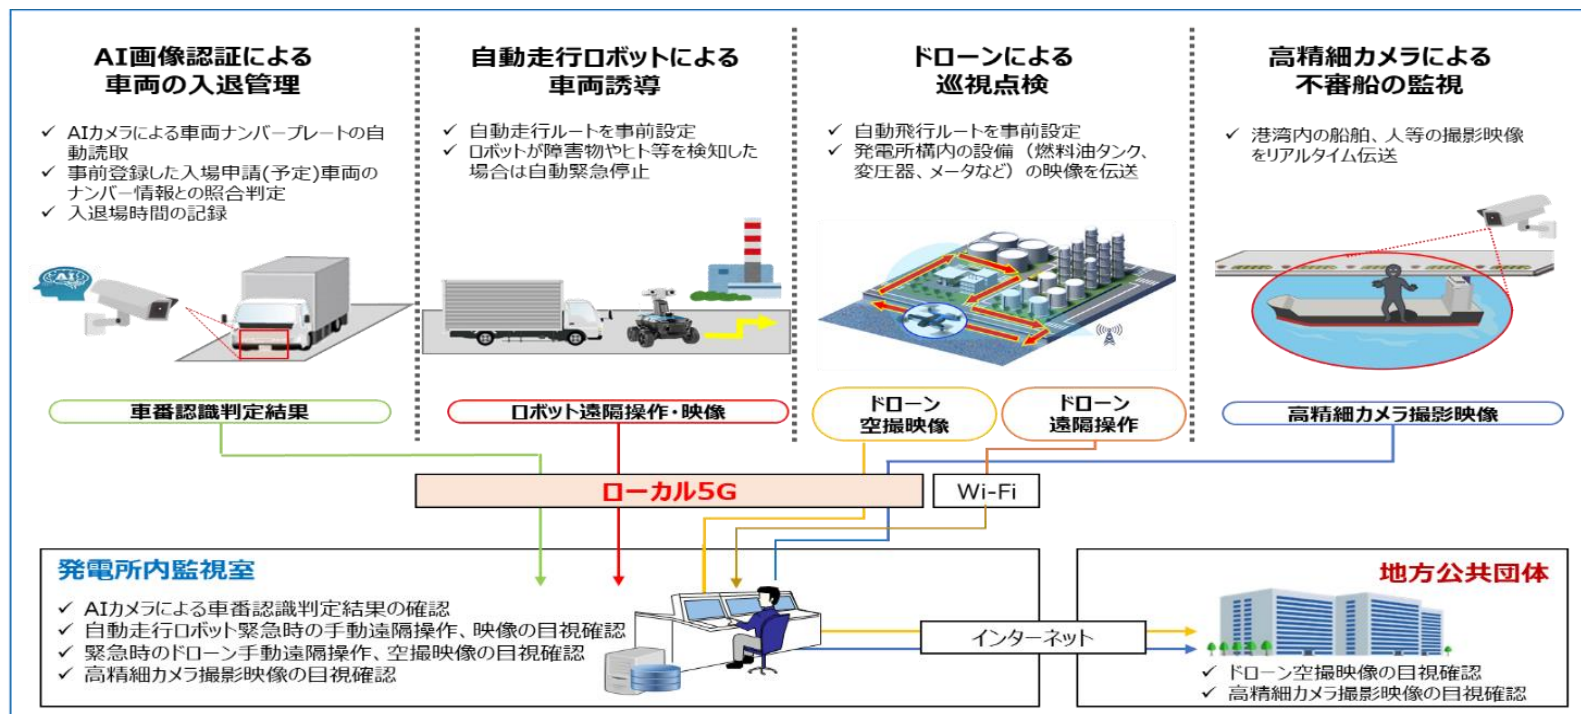 AI画像認証による
車両の入退管理
✓ AIカメラによる車両ナンバープレートの自
動読取
✓ 事前登録した入場申請(予定)車両の
ナンバー情報との照合判定
✓ 入退場時間の記録
AI
車番認識判定結果
自動走行ロボットによる
車両誘導
✓ 自動走行ルートを事前設定
✓ ロボットが障害物やヒト等を検知した
場合は自動緊急停止
ロボット遠隔操作・映像
ドローンによる
巡視点検
✓ 自動飛行ルートを事前設定
✓ 発電所構内の設備（燃料油タンク、
変圧器、メータなど）の映像を伝送
ドローン
空撮映像
ドローン
遠隔操作
高精細カメラによる
不審船の監視
✓ 港湾内の船舶、人等の撮影映像
をリアルタイム伝送
高精細カメラ撮影映像
ローカル5G
Wi-Fi
発電所内監視室
✓ AIカメラによる車番認識判定結果の確認
✓ 自動走行ロボット緊急時の手動遠隔操作、映像の目視確認
✓ 緊急時のドローン手動遠隔操作、空撮映像の目視確認
✓ 高精細カメラ撮影映像の目視確認
インターネット
地方公共団体
✓ ドローン空撮映像の目視確認
✓ 高精細カメラ撮影映像の目視確認